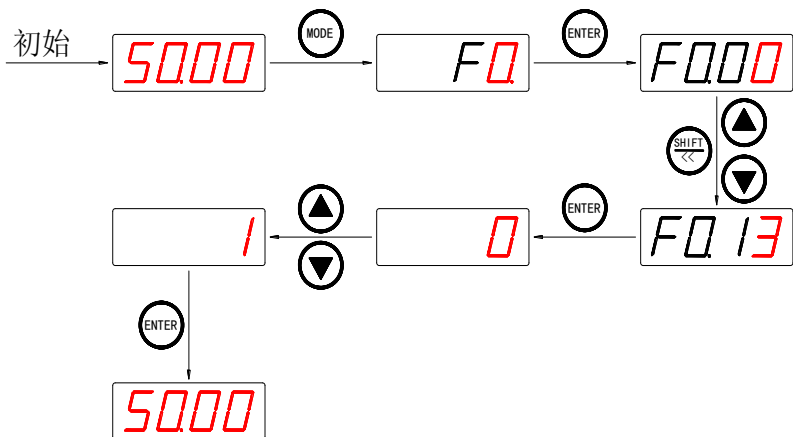 初始
50.00
MODE
F0.
ENTER
F0.00
SHIFT
<<
F0.13
ENTER
0
1
ENTER
50.00